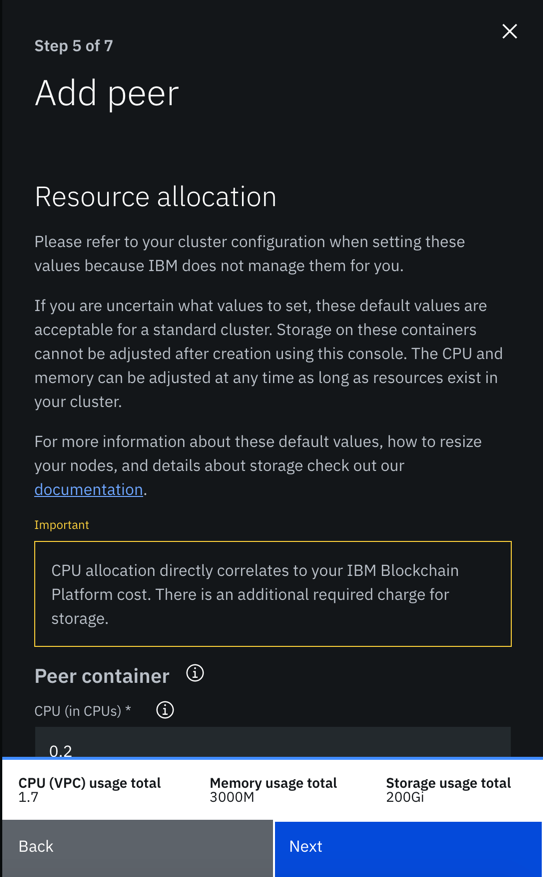 Step 5 of 7
Add peer
Resource allocation
Please refer to your cluster configuration when setting these
values because IBM does not manage them for you.
If you are uncertain what values to set, these default values are
acceptable for a standard cluster. Storage on these containers
cannot be adjusted after creation using this console. The CPU and
memory can be adjusted at any time as long as resources exist in
your cluster.
For more information about these default values, how to resize
your nodes, and details about storage check out our
documentation.
Important
CPU allocation directly correlates to your IBM Blockchain
Platform cost. There is an additional required charge for
storage.
Peer container
CPU (in CPUs) *
0.2
CPU (VPC) usage total
1.7
Memory usage total
3000M
Storage usage total
200Gi
Back
Next